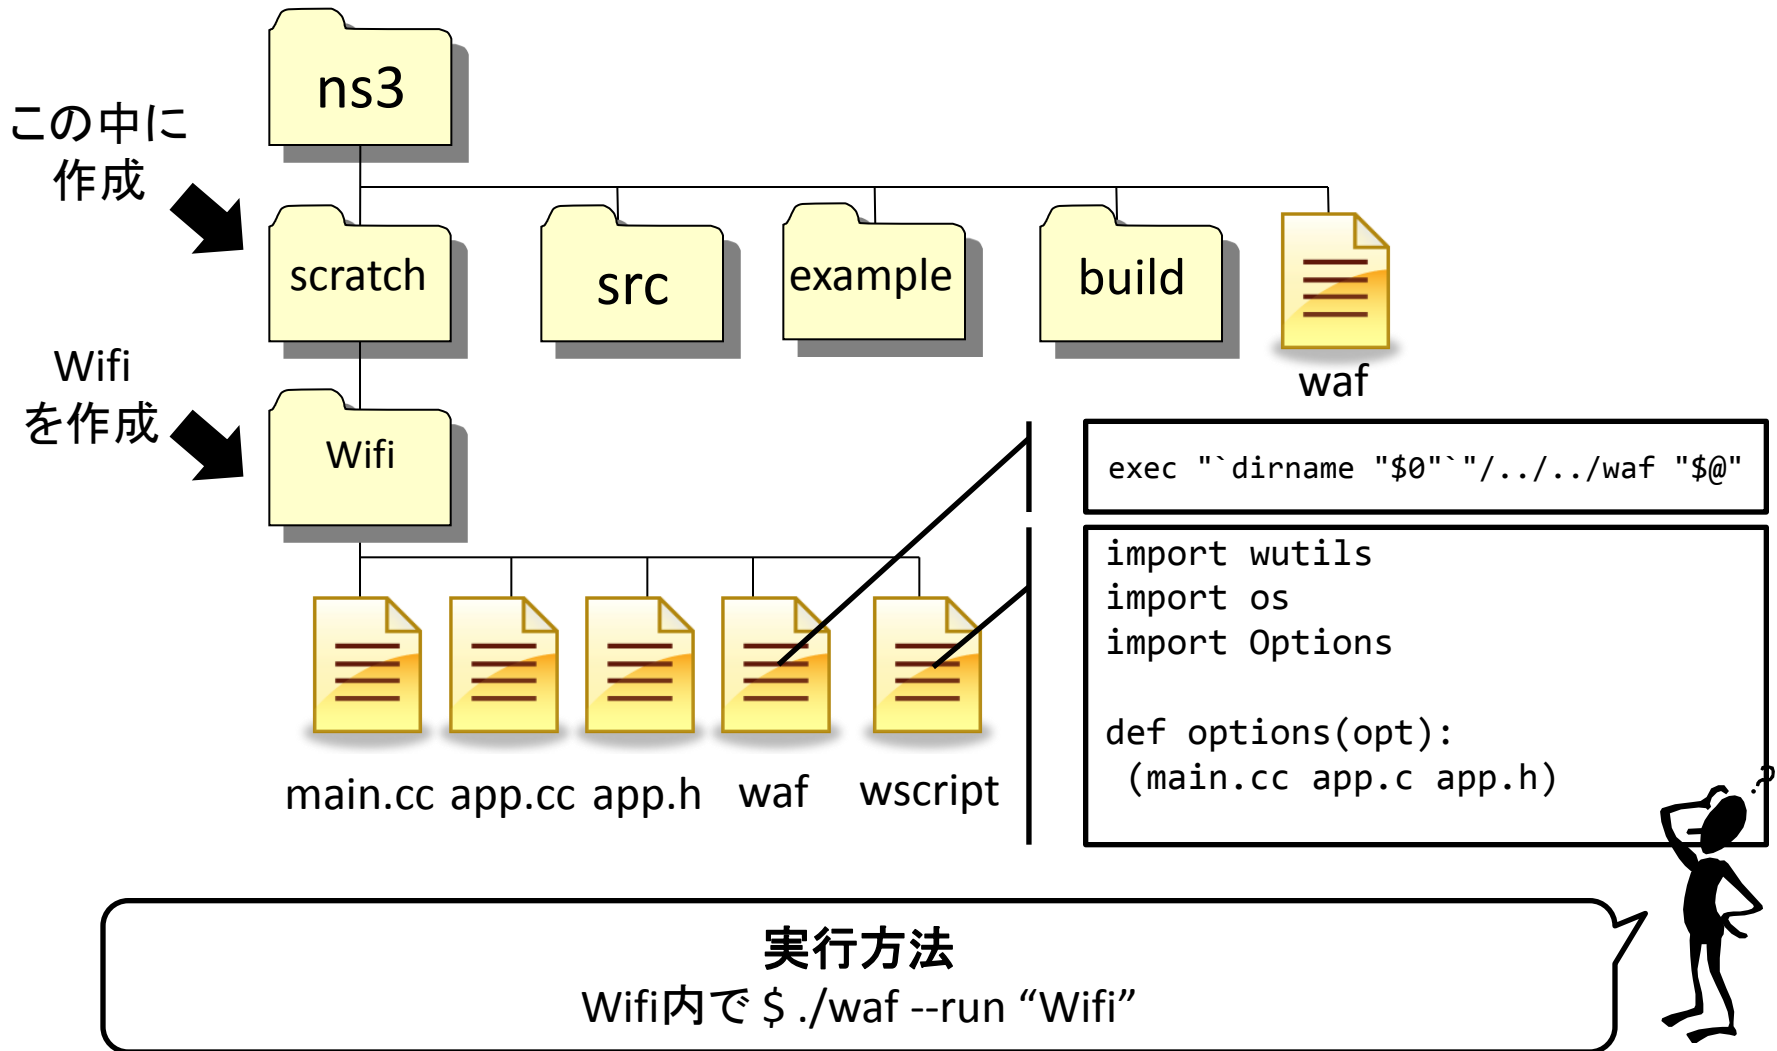 ns3
この中に
作成
scratch
src
example
build
waf
Wifi
を作成
Wifi
exec "`dirname "$0"`"/../../waf "$@"
import wutils
import os
import Options
def options(opt):
(main.cc app.c app.h)
main.cc
app.cc
app.h
waf
wscript
?
実行方法
Wifi内で $ ./waf --run “Wifi”